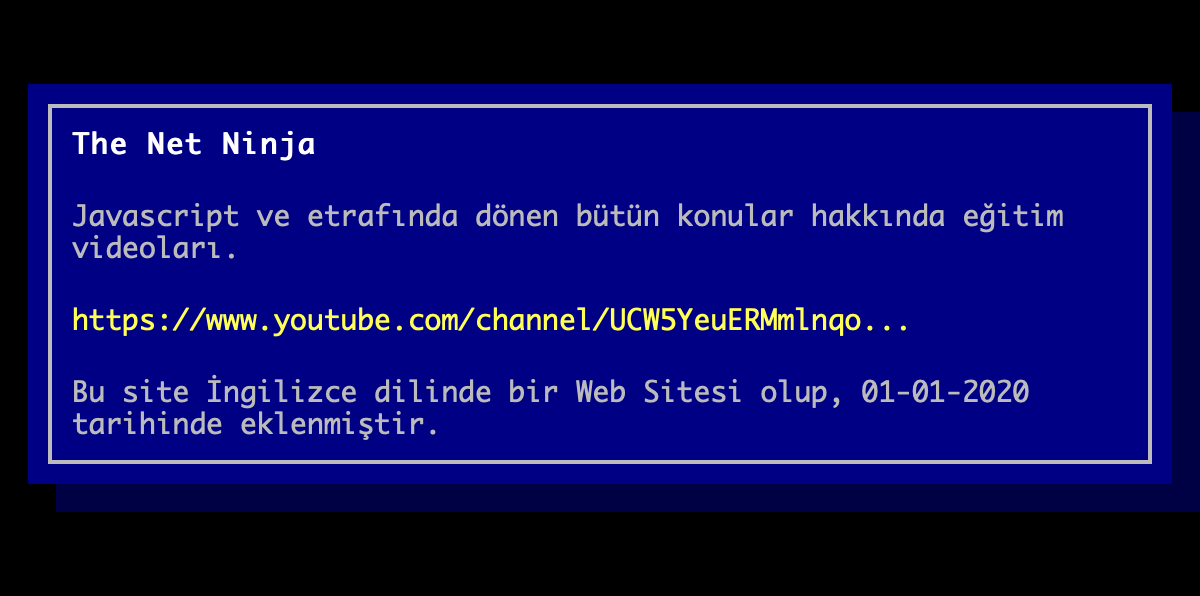 The Net Ninja
Javascript ve etrafında dönen bütün konular hakkında eğitim
videoları.
https://www.youtube.com/channel/UCW5YeuERMmlnqo...
Bu site İngilizce dilinde bir Web Sitesi olup, 01-01-2020
tarihinde eklenmiştir.